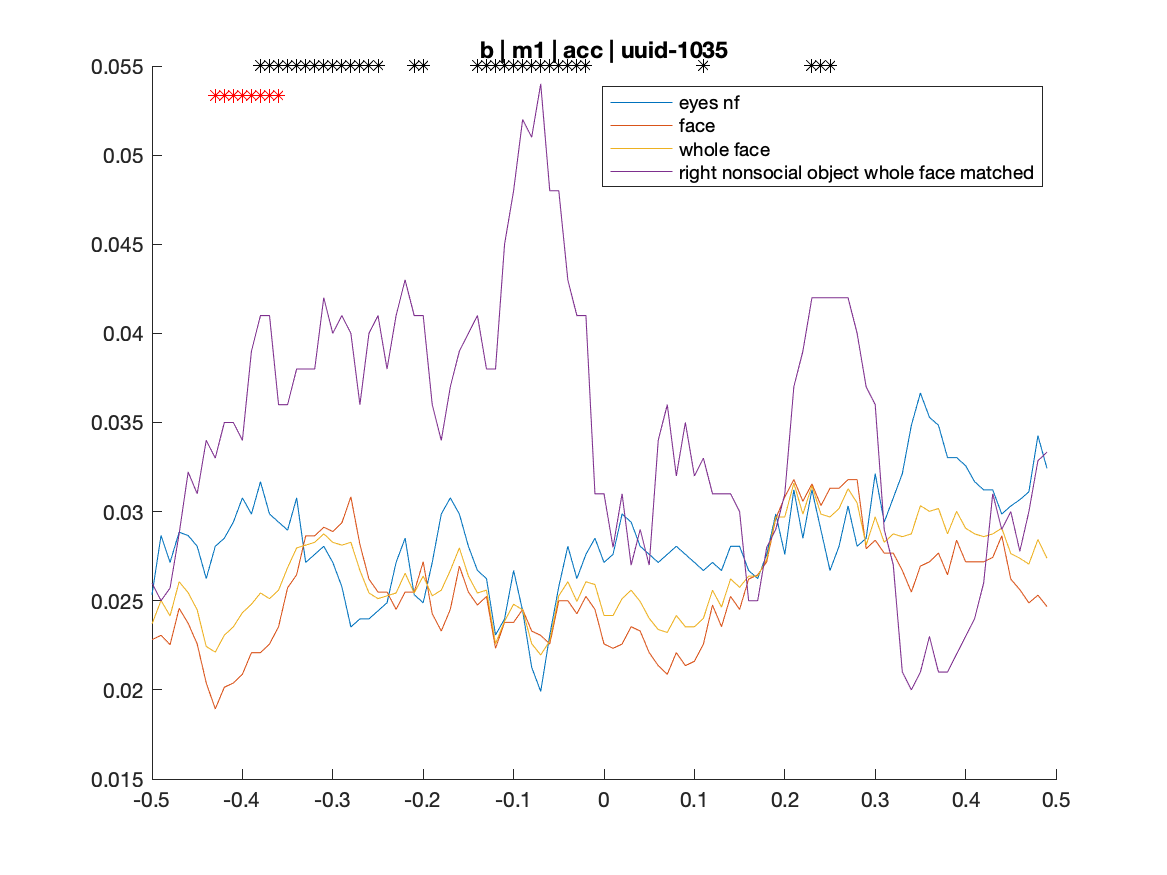 b | m1 | acc | uuid-1035
0.055
0.05
0.045
0.04
0.035
0.03
0.025
0.02
0.015
eyes nf
face
whole face
right nonsocial object whole face matched
-0.5 -0.4 -0.3 -0.2 -0.1 0 0.1 0.2 0.3 0.4 0.5